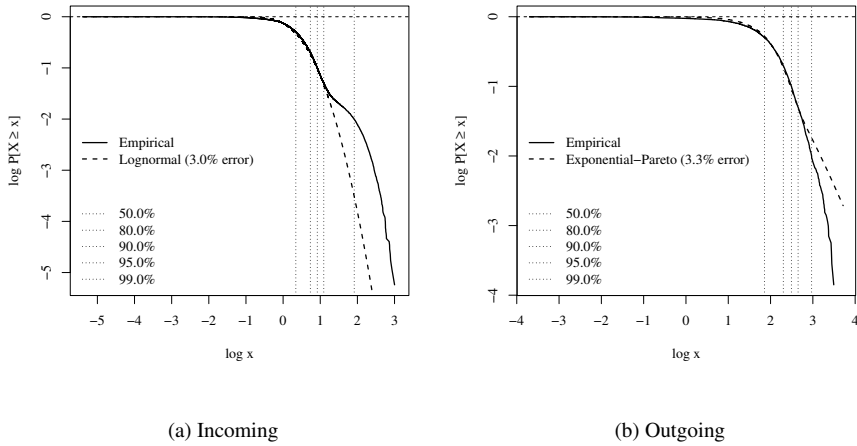 0
−1
−2
−3
−4
−5
log P[X ≥ x]
Empirical
Lognormal (3.0% error)
50.0%
80.0%
90.0%
95.0%
99.0%
−5 −4 −3 −2 −1 0 1 2 3
log x
(a) Incoming
0
−1
−2
−3
−4
log P[X ≥ x]
Empirical
Exponential−Pareto (3.3% error)
50.0%
80.0%
90.0%
95.0%
99.0%
−4 −3 −2 −1 0 1 2 3 4
log x
(b) Outgoing